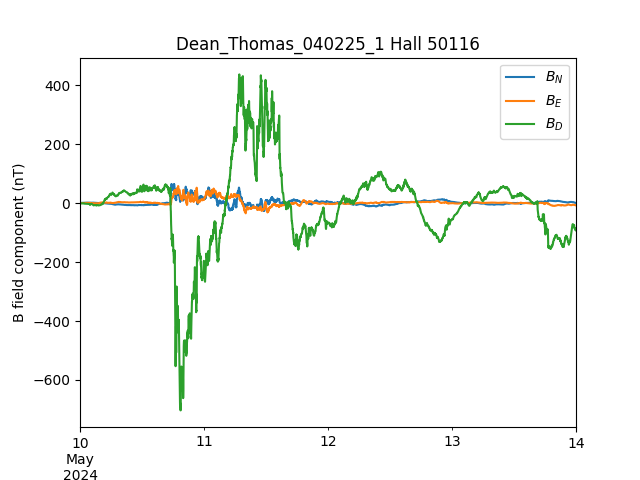 Dean_Thomas_040225_1 Hall 50116
B field component (nT)
400
200
0
−200
−400
−600
B_N
B_E
B_D
10
11
12
13
14
May
2024